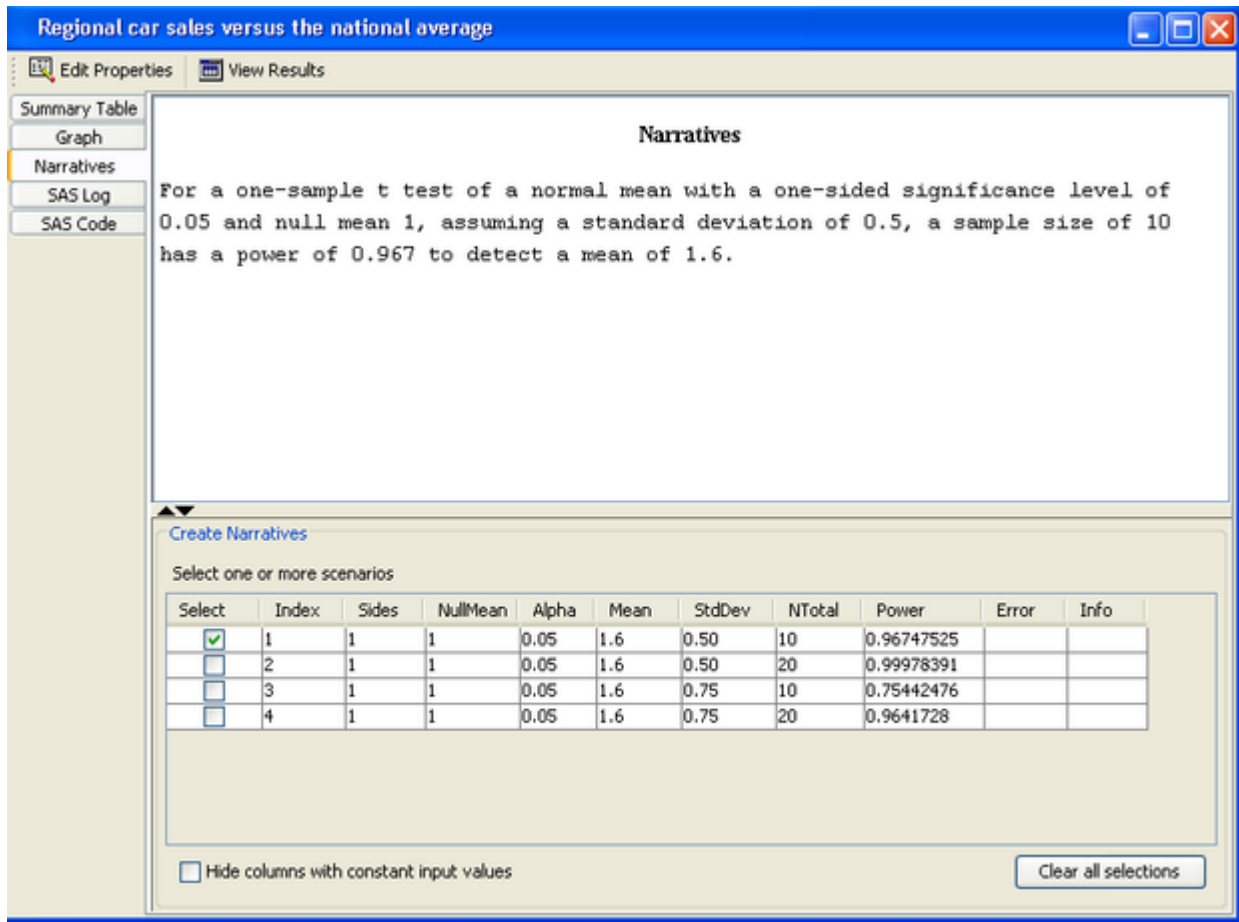 Regional car sales versus the national average
Edit Properties View Results
Summary Table
Graph
Narratives
SAS Log
SAS Code
Narratives
For a one-sample t test of a normal mean with a one-sided significance level of
0.05 and null mean 1, assuming a standard deviation of 0.5, a sample size of 10
has a power of 0.967 to detect a mean of 1.6.
Create Narratives
Select one or more scenarios
Select Index Sides NullMean Alpha Mean StdDev NTotal Power Error Info
1 1 1 0.05 1.6 0.50 10 0.96747525
2 1 1 0.05 1.6 0.50 20 0.99978391
3 1 1 0.05 1.6 0.75 10 0.75442476
4 1 1 0.05 1.6 0.75 20 0.9641728
Hide columns with constant input values Clear all selections